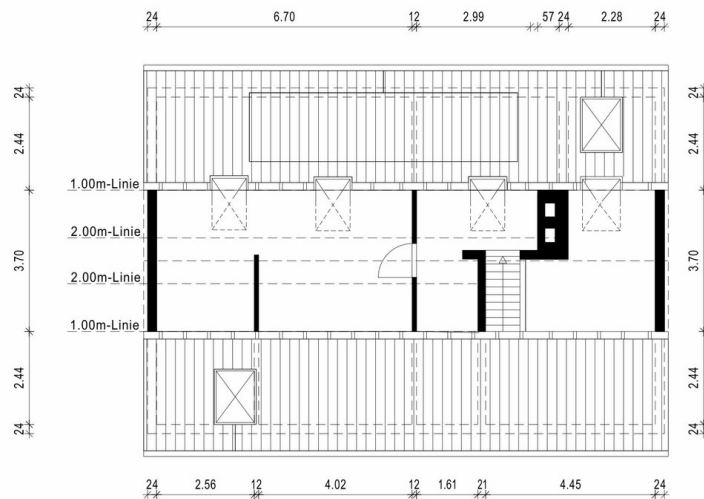 24 6.70 12 2.99 57 24 2.28 24
24 24
2.44 2.44
1.00m-Linie
2.00m-Linie
3.70 3.70
2.00m-Linie
1.00m-Linie
2.44 2.44
24 24
24 2.56 12 4.02 12 1.61 21 4.45 24